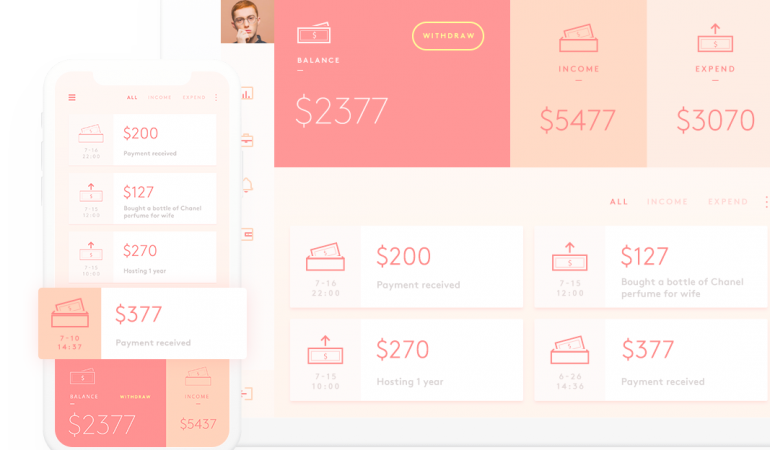 ALL INCOME EXPEND
$200
Payment received
7-16
22:00
$127
Bought a bottle of Chanel
perfume for wife
7-15
12:00
$270
Hosting 1 year
7-15
10:00
$377
Payment received
7-10
14:37
BALANCE WITHDRAW
$2377
INCOME
$5437
BALANCE
WITHDRAW
$2377
INCOME
$5477
EXPEND
$3070
ALL INCOME EXPEND
$200
Payment received
7-16
22:00
$127
Bought a bottle of Chanel
perfume for wife
7-15
12:00
$270
Hosting 1 year
7-15
10:00
$377
Payment received
6-26
14:36